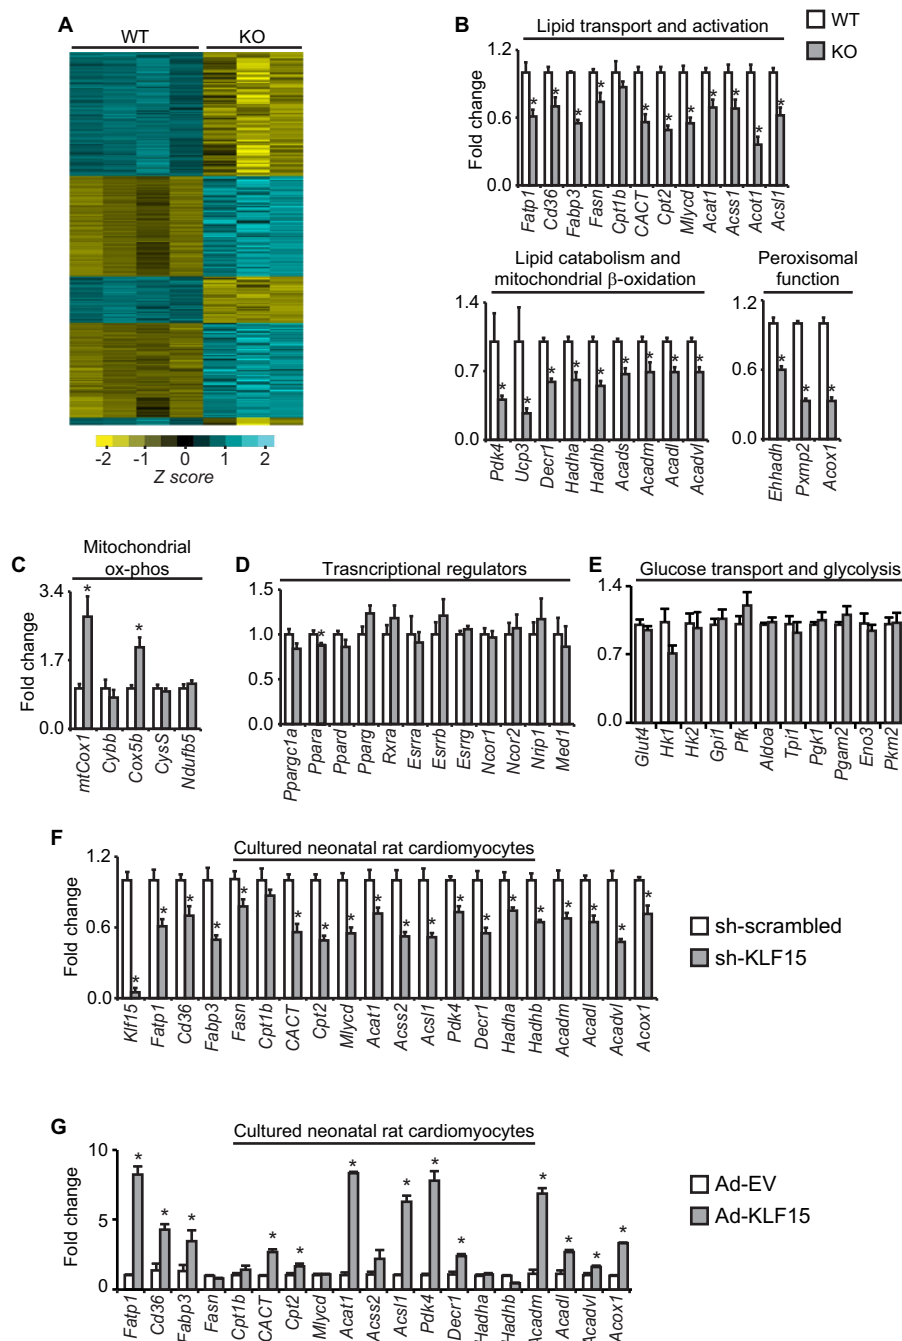 A
WT KO
-2 -1 0 1 2
Z score
B
Lipid transport and activation
WT
KO
Fold change
1.2
0.6
0.0
* * * * * * * * * * *
Fatp1 Cd36 Fabp3 Fasn Cpt1b CACT Cpt2 Mlycd Acat1 Acss1 Acot1 Acsl1
Lipid catabolism and
mitochondrial β-oxidation
1.4
0.7
0.0
* * * * * * * * *
Pdk4 Ucp3 Decr1 Hadha Hadhb Acads Acadm Acadl Acadvl
Peroxisomal
function
1.2
0.6
0.0
* * *
Ehhadh Pxmp2 Acox1
C
Mitochondrial
ox-phos
Fold change
3.4
1.7
0.0
* *
mtCox1 Cybb Cox5b CysS Ndufb5
D
Trasncriptional regulators
1.5
1.0
0.5
0.0
*
Ppargc1a Ppara Ppard Pparg Rxra Esrra Esrrb Esrrg Ncor1 Ncor2 Nrip1 Med1
E
Glucose transport and glycolysis
1.4
0.7
0.0
Glut4 Hk1 Hk2 Gpi1 Pfk Aldoa Tpi1 Pgk1 Pgam2 Eno3 Pkm2
F
Cultured neonatal rat cardiomyocytes
Fold change
1.2
0.6
0.0
* * * * * * * * * * * * * * * * * * *
Klf15 Fatp1 Cd36 Fabp3 Fasn Cpt1b CACT Cpt2 Mlycd Acat1 Acss2 Acsl1 Pdk4 Decr1 Hadha Hadhb Acadm Acadl Acadvl Acox1
sh-scrambled
sh-KLF15
G
Cultured neonatal rat cardiomyocytes
Fold change
10
5
0
* * * * * * * * * * * * *
Fatp1 Cd36 Fabp3 Fasn Cpt1b CACT Cpt2 Mlycd Acat1 Acss2 Acsl1 Pdk4 Decr1 Hadha Hadhb Acadm Acadl Acadvl Acox1
Ad-EV
Ad-KLF15